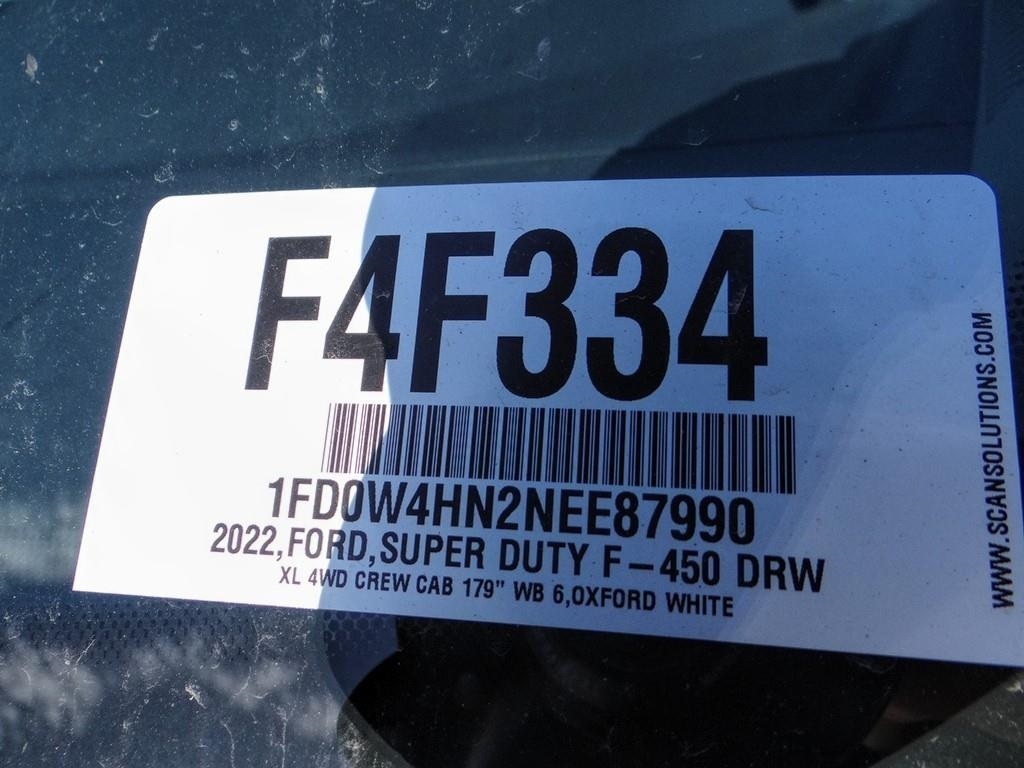 F4F334
1FD0W4HN2NEE87990
2022,FORD,SUPER DUTY F-450 DRW
XL 4WD CREW CAB 179" WB 6,OXFORD WHITE
WWW.SCANSOLUTIONS.COM